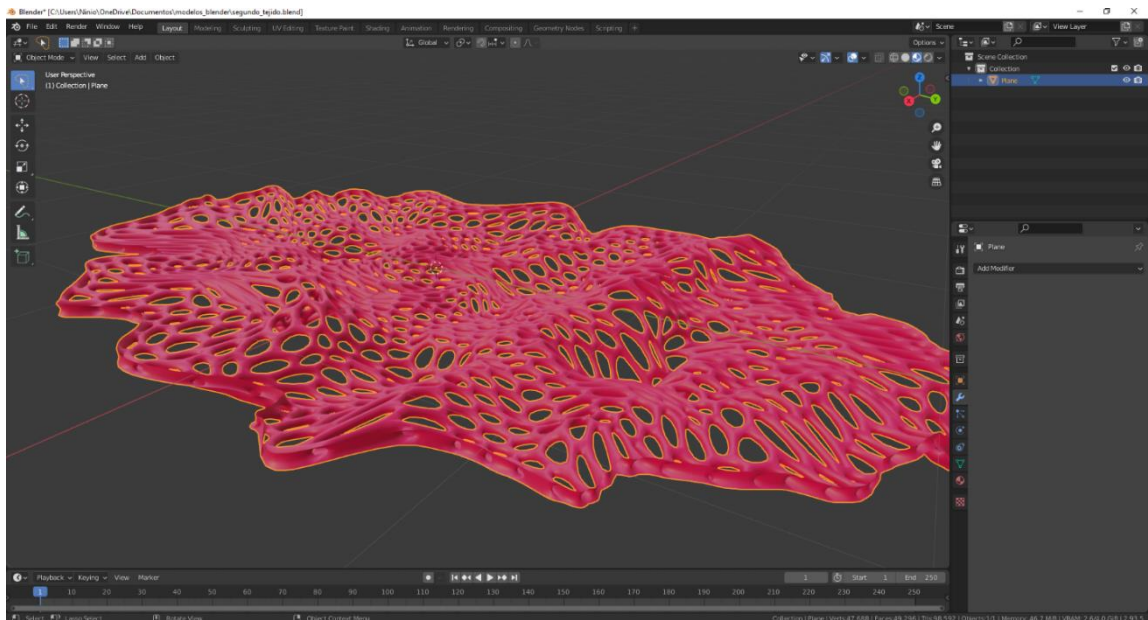 Blender* [C:\Users\Ninio\OneDrive\Documentos\modelos_blender\segundo_tejido.blend]
File Edit Render Window Help Layout Modeling Sculpting UV Editing Texture Paint Shading Animation Rendering Compositing Geometry Nodes Scripting + Scene View Layer
Global Options
Object Mode View Select Add Object
User Perspective
(1) Collection | Plane
Z
X
Y
Scene Collection
Collection
Plane
Plane
Add Modifier
Playback Keying View Marker 1 Start 1 End 250
1 10 20 30 40 50 60 70 80 90 100 110 120 130 140 150 160 170 180 190 200 210 220 230 240 250
Select Lasso Select Rotate View Object Context Menu Collection | Plane